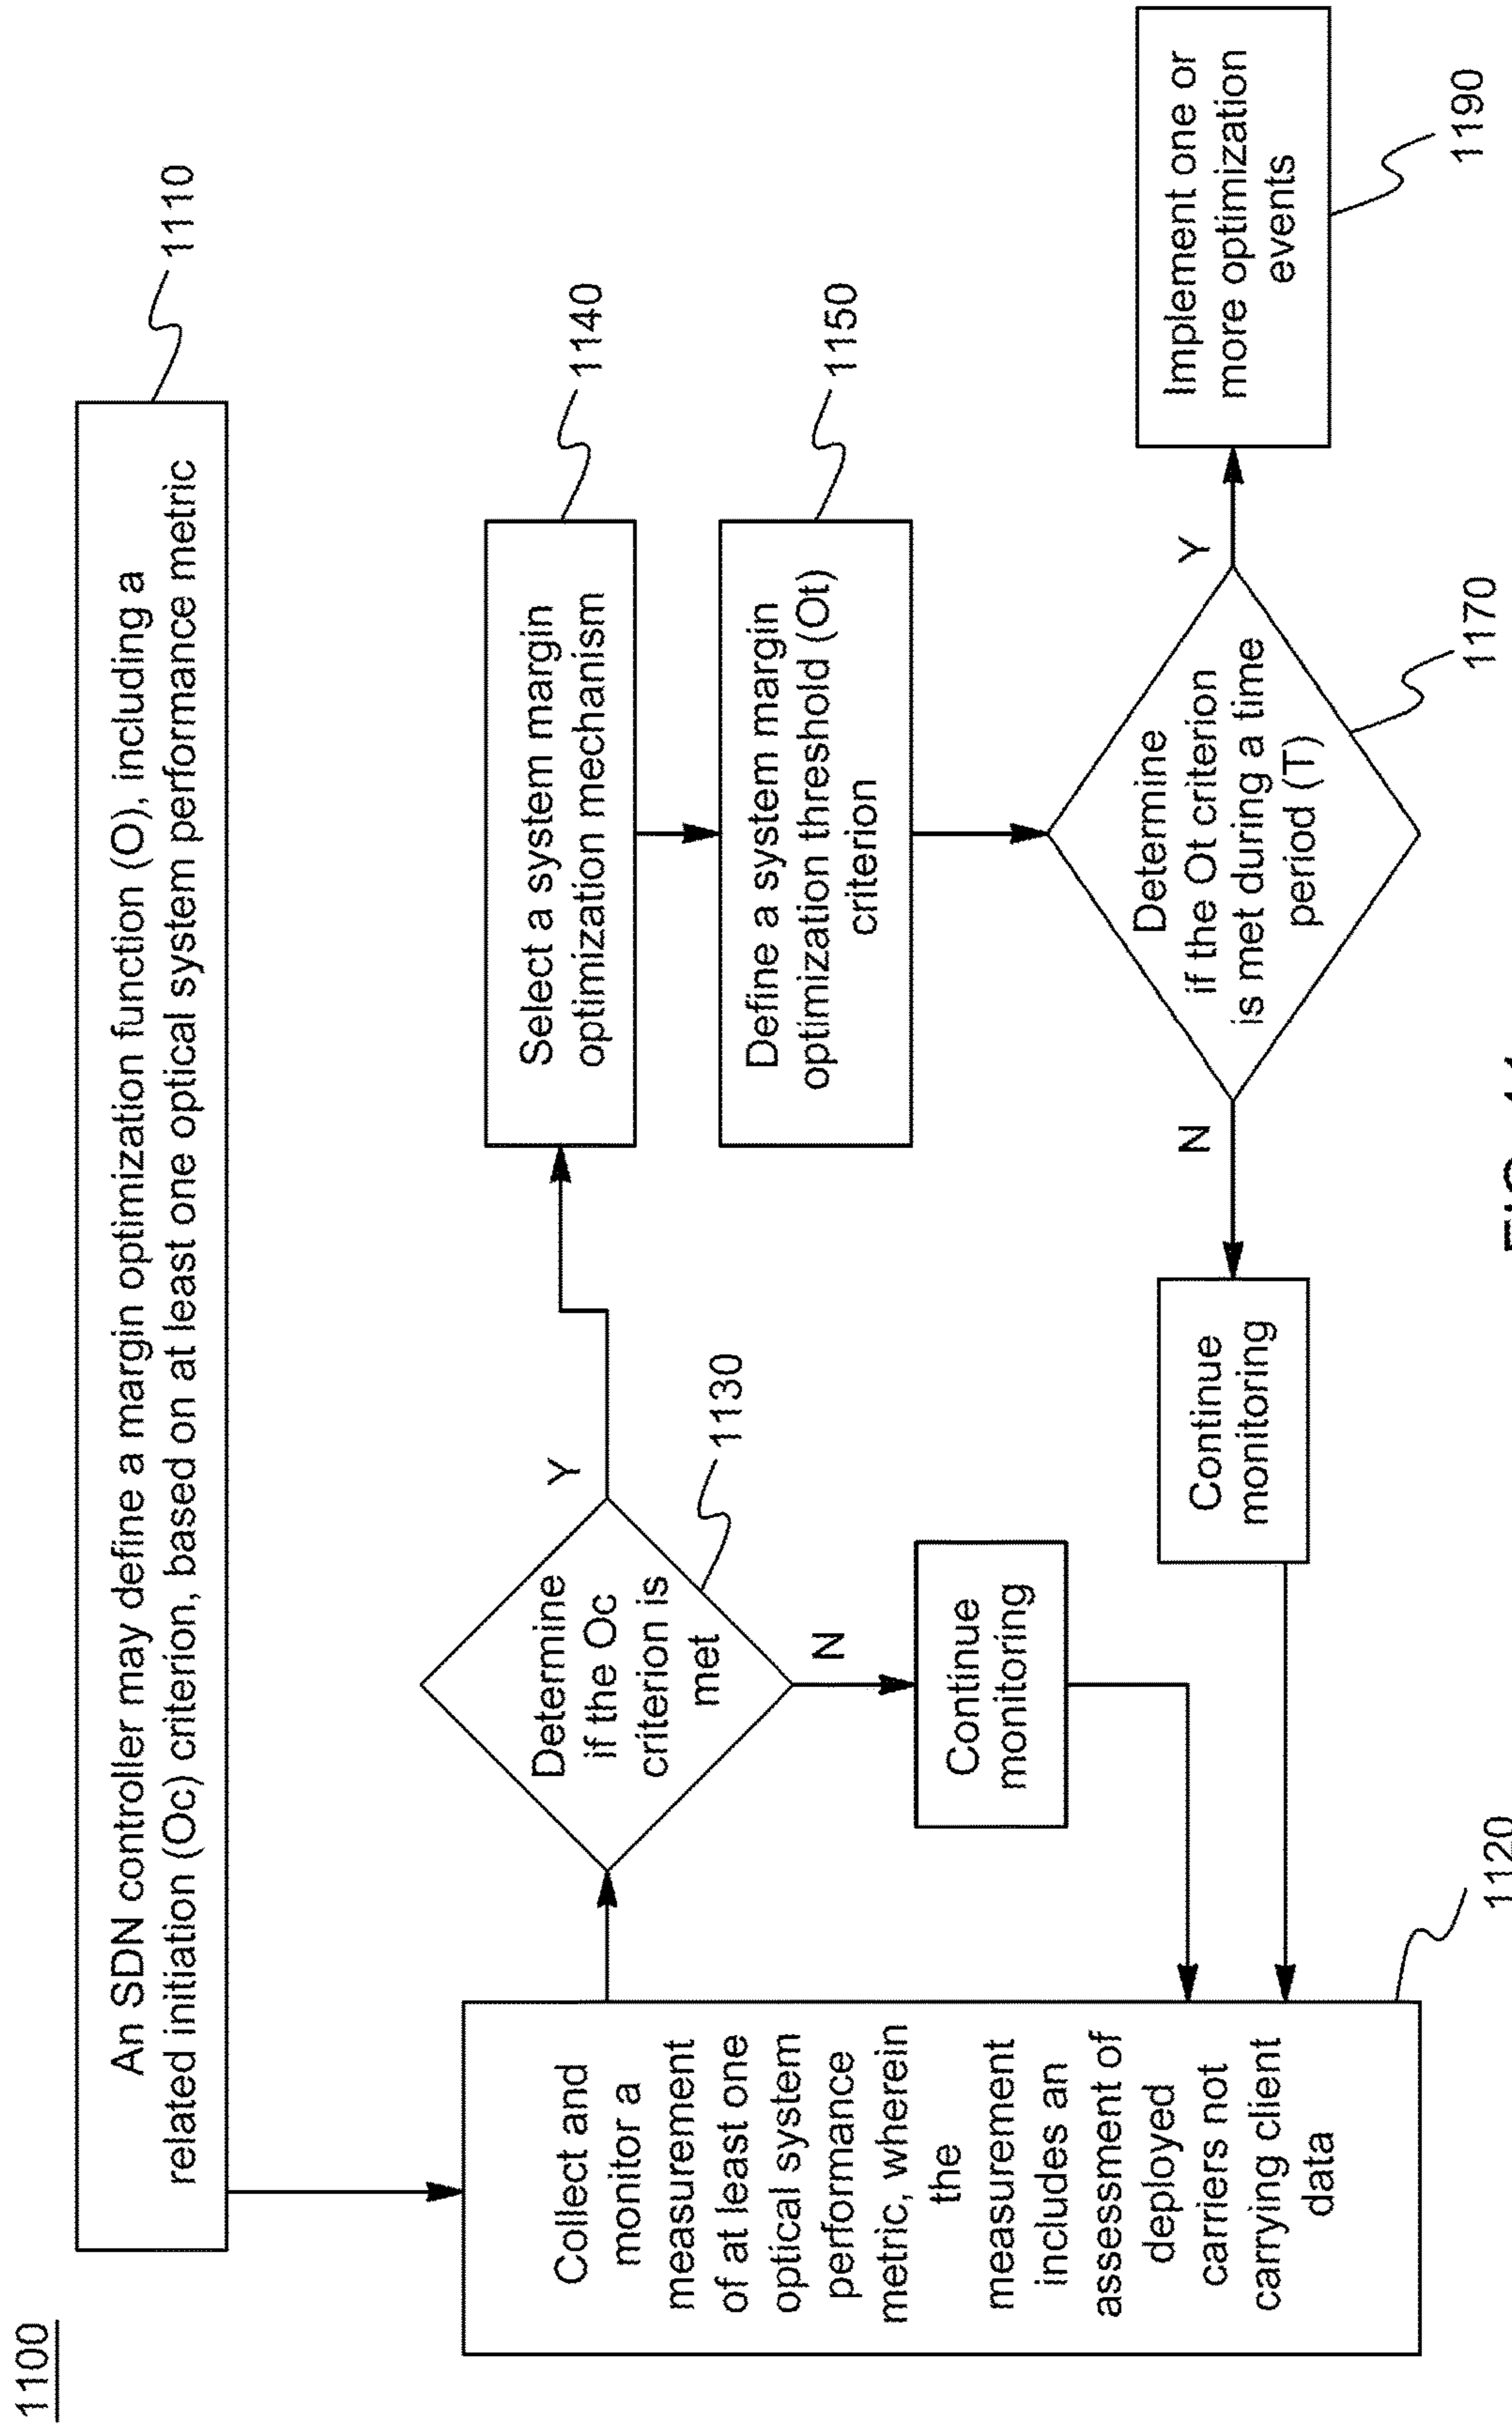 1100
An SDN controller may define a margin optimization function (O), including a
related initiation (Oc) criterion, based on at least one optical system performance metric
1110
Collect and
monitor a
measurement
of at least one
optical system
performance
metric, wherein
the
measurement
includes an
assessment of
deployed
carriers not
carrying client
data
1120
Determine
if the Oc
criterion is
met
1130
Y
N
Continue
monitoring
Select a system margin
optimization mechanism
1140
Define a system margin
optimization threshold (Ot)
criterion
1150
Determine
if the Ot criterion
is met during a time
period (T)
1170
N
Y
Continue
monitoring
Implement one or
more optimization
events
1190